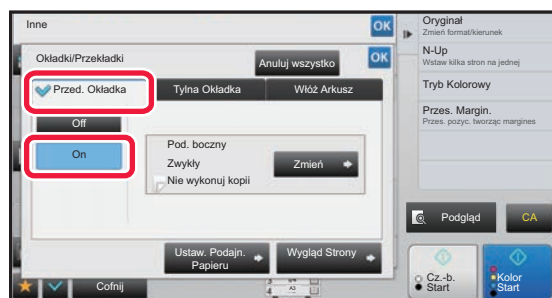 Inne
OK
Okładki/Przekładki
Anuluj wszystko
OK
Przed. Okładka
Tylna Okładka
Włóż Arkusz
Off
On
Pod. boczny
Zwykły
Nie wykonuj kopii
Zmień
Ustaw. Podajn.
Papieru
Wygląd Strony
Cofnij
Oryginał
Zmień format/kierunek
N-Up
Wstaw kilka stron na jednej
Tryb Kolorowy
Przes. Margin.
Przes. pozyc. tworząc margines
Podgląd
CA
Cz.-b.
Start
Kolor
Start